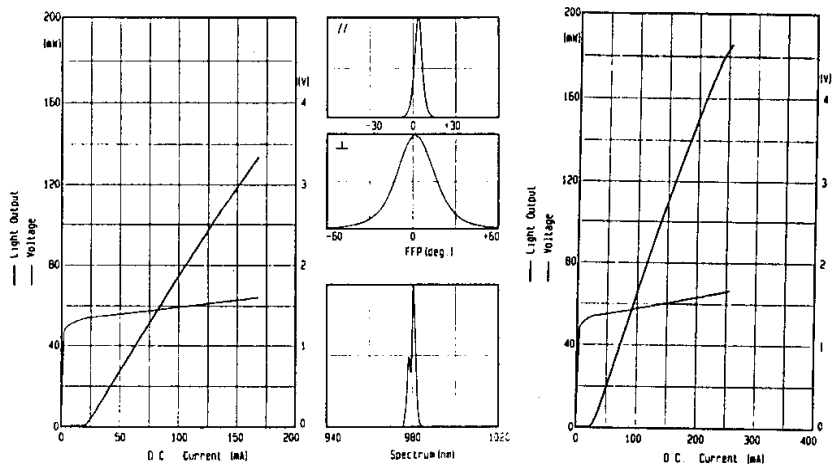 200
(mW)
160
120
80
40
0
Light Output
Voltage
(V)
4
3
2
1
0
0 50 100 150 200
D.C. Current (mA)
//
-30 0 +30
⊥
-60 0 +60
FFP (deg.)
940 980 1020
Spectrum (nm)
200
(mW)
160
120
80
40
0
Light Output
Voltage
(V)
4
3
2
1
0
0 100 200 300 400
D.C. Current (mA)